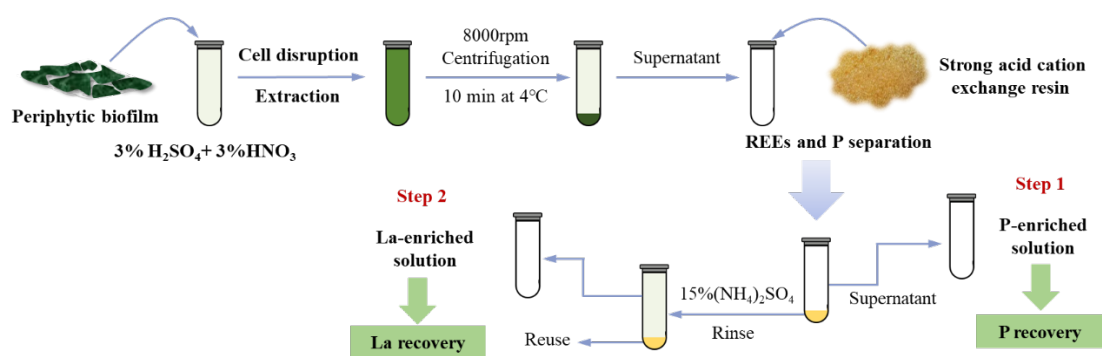 Periphytic biofilm
3% H₂SO₄+ 3%HNO₃
Cell disruption
Extraction
8000rpm
Centrifugation
10 min at 4℃
Supernatant
Strong acid cation
exchange resin
REEs and P separation
Step 1
P-enriched
solution
P recovery
Supernatant
15%(NH₄)₂SO₄
Rinse
Reuse
Step 2
La-enriched
solution
La recovery